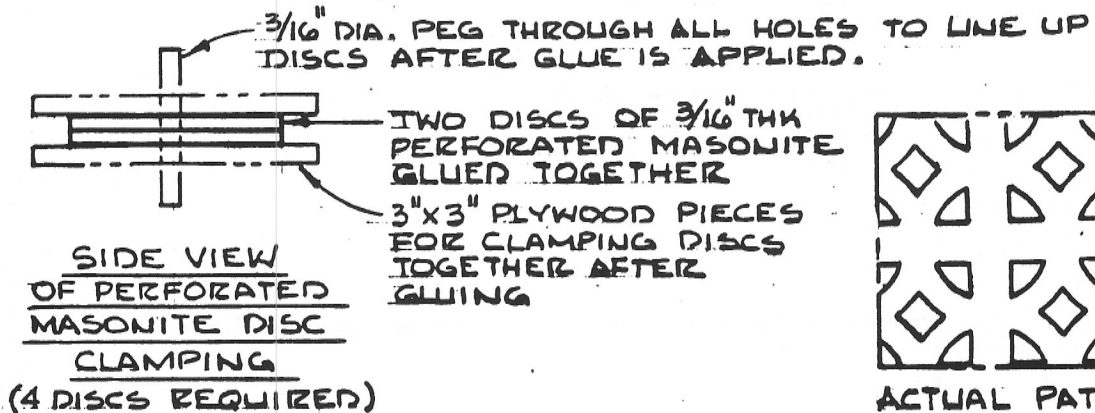 3/16" DIA. PEG THROUGH ALL HOLES TO LINE UP
DISCS AFTER GLUE IS APPLIED.
TWO DISCS OF 3/16" THK
PERFORATED MASONITE
GLUED TOGETHER
3"X3" PLYWOOD PIECES
FOR CLAMPING DISCS
TOGETHER AFTER
GLUING
SIDE VIEW
OF PERFORATED
MASONITE DISC
CLAMPING
(4 DISCS REQUIRED)
ACTUAL PAT